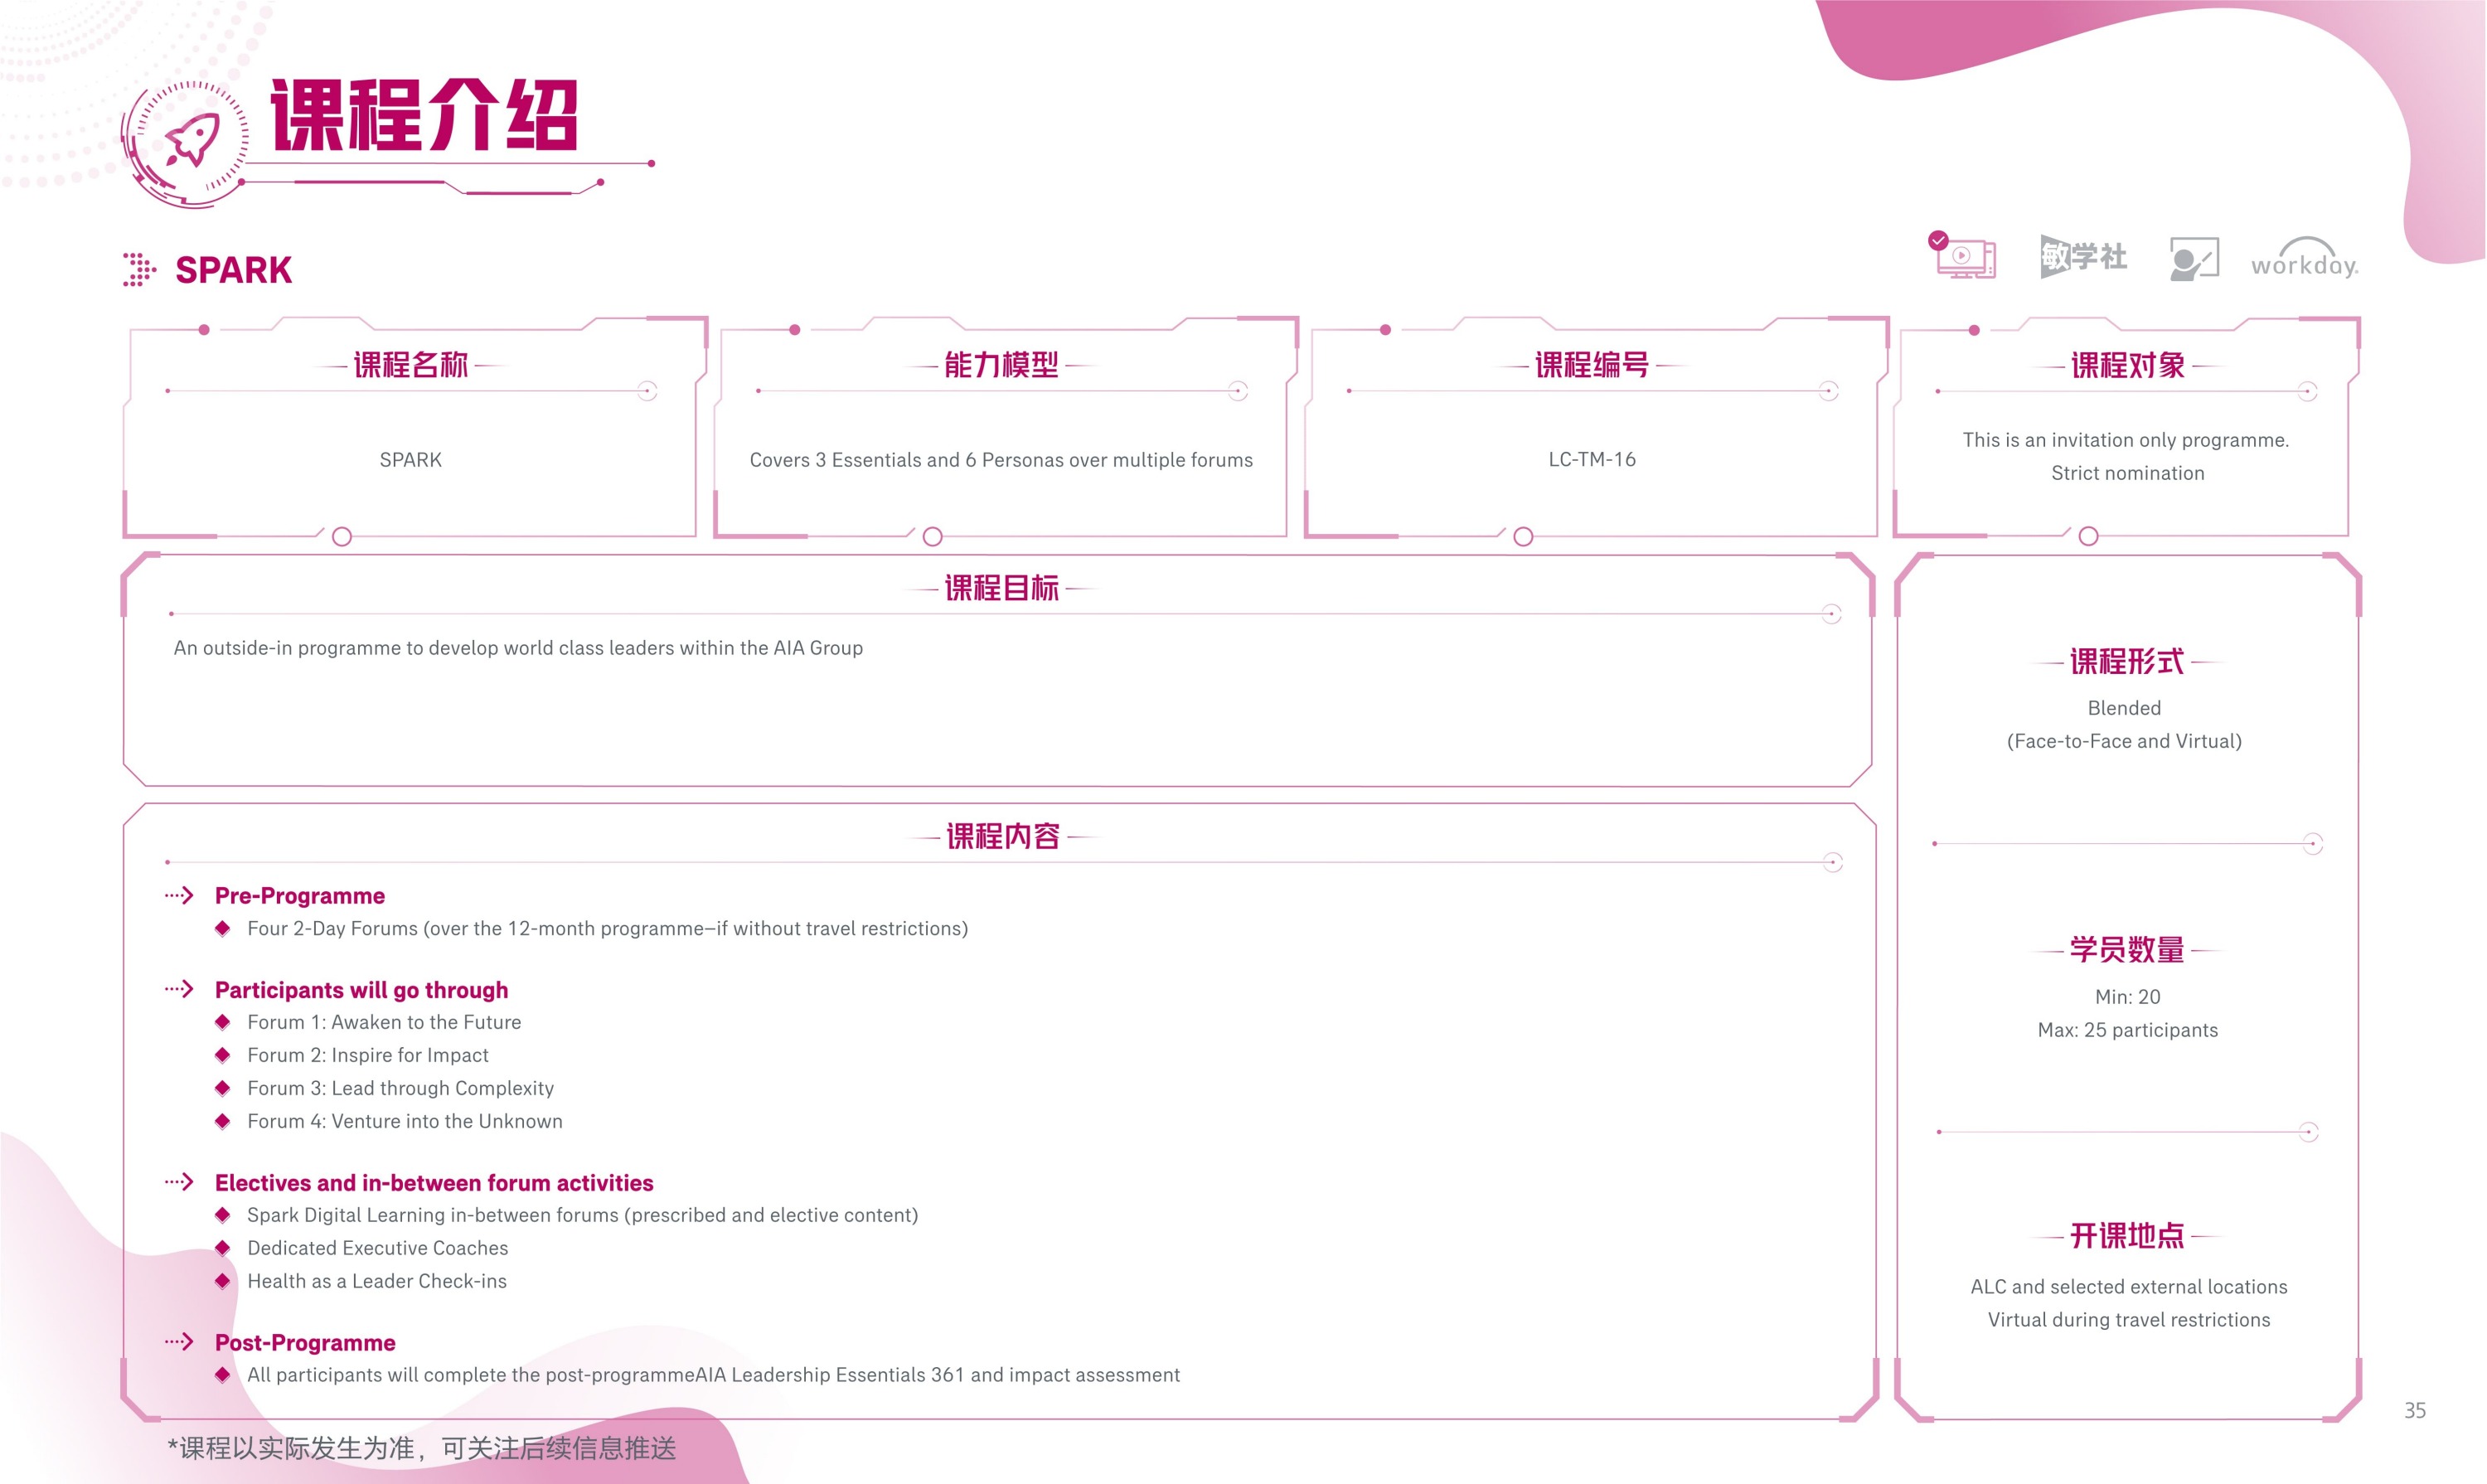 课程介绍
SPARK
敏学社
workday.
课程名称
SPARK
能力模型
Covers 3 Essentials and 6 Personas over multiple forums
课程编号
LC-TM-16
课程对象
This is an invitation only programme.
Strict nomination
课程目标
An outside-in programme to develop world class leaders within the AIA Group
课程内容
Pre-Programme
Four 2-Day Forums (over the 12-month programme–if without travel restrictions)
Participants will go through
Forum 1: Awaken to the Future
Forum 2: Inspire for Impact
Forum 3: Lead through Complexity
Forum 4: Venture into the Unknown
Electives and in-between forum activities
Spark Digital Learning in-between forums (prescribed and elective content)
Dedicated Executive Coaches
Health as a Leader Check-ins
Post-Programme
All participants will complete the post-programmeAIA Leadership Essentials 361 and impact assessment
课程形式
Blended
(Face-to-Face and Virtual)
学员数量
Min: 20
Max: 25 participants
开课地点
ALC and selected external locations
Virtual during travel restrictions
*课程以实际发生为准，可关注后续信息推送
35